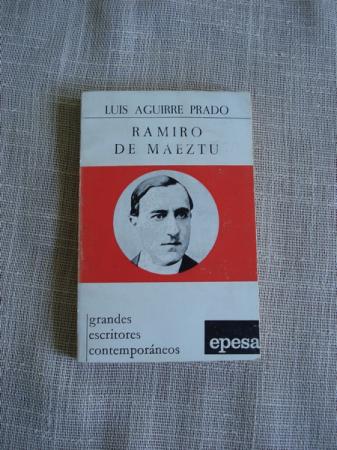 LUIS AGUIRRE PRADO
RAMIRO
DE MAEZTU
grandes
escritores
contemporáneos
epesa